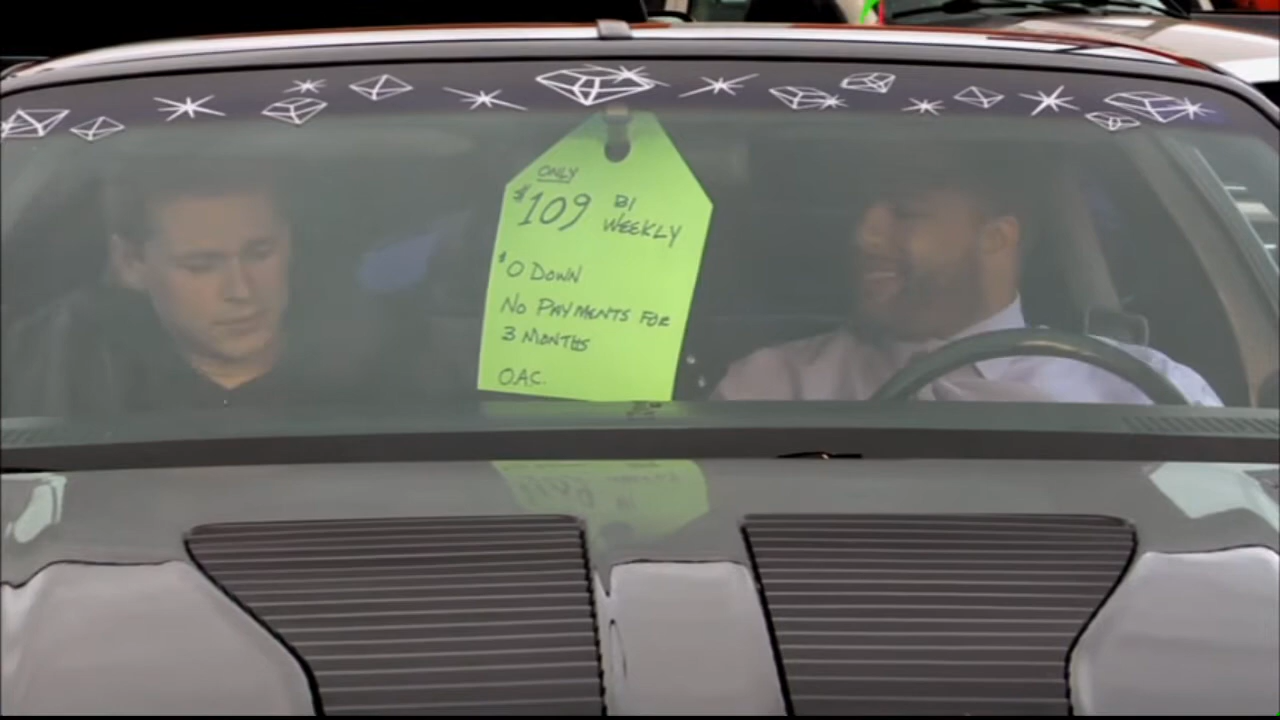 ONLY
$109 BI
WEEKLY
$0 DOWN
NO PAYMENTS FOR
3 MONTHS
O.A.C.